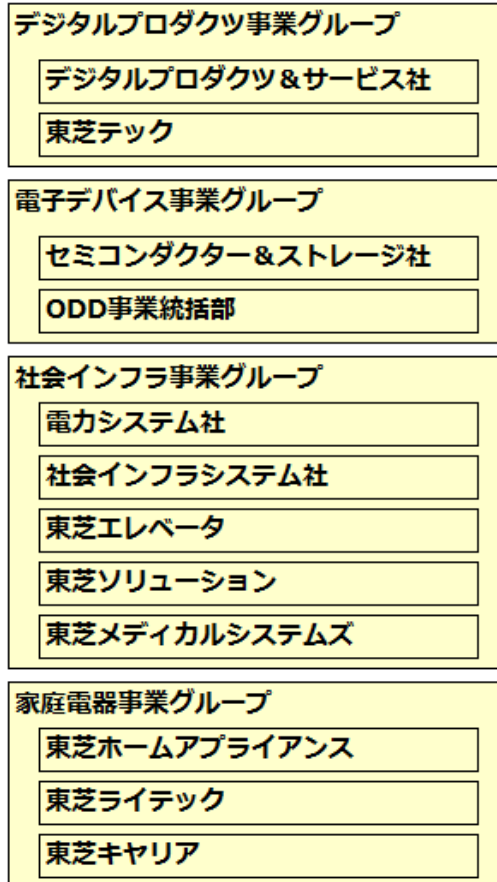 デジタルプロダクツ事業グループ
デジタルプロダクツ＆サービス社
東芝テック
電子デバイス事業グループ
セミコンダクター＆ストレージ社
ODD事業統括部
社会インフラ事業グループ
電力システム社
社会インフラシステム社
東芝エレベータ
東芝ソリューション
東芝メディカルシステムズ
家庭電器事業グループ
東芝ホームアプライアンス
東芝ライテック
東芝キヤリア